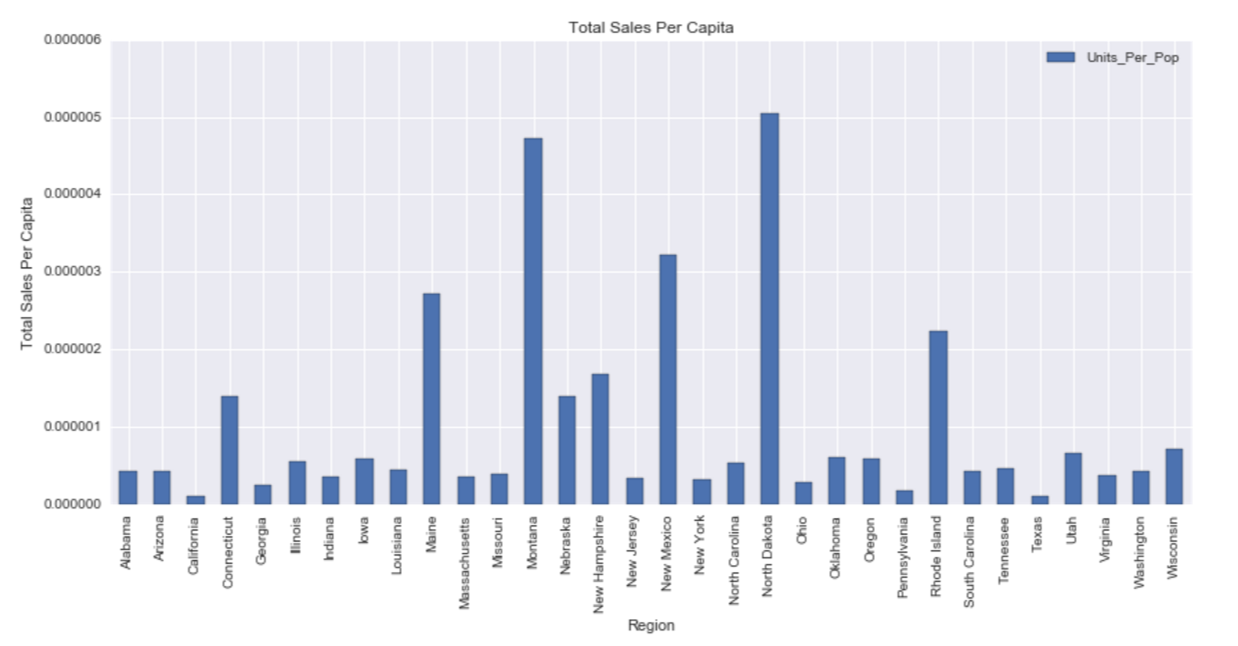 Total Sales Per Capita
Units_Per_Pop
0.000006
0.000005
0.000004
0.000003
0.000002
0.000001
0.000000
Total Sales Per Capita
Alabama
Arizona
California
Connecticut
Georgia
Illinois
Indiana
Iowa
Louisiana
Maine
Massachusetts
Missouri
Montana
Nebraska
New Hampshire
New Jersey
New Mexico
New York
North Carolina
North Dakota
Ohio
Oklahoma
Oregon
Pennsylvania
Rhode Island
South Carolina
Tennessee
Texas
Utah
Virginia
Washington
Wisconsin
Region